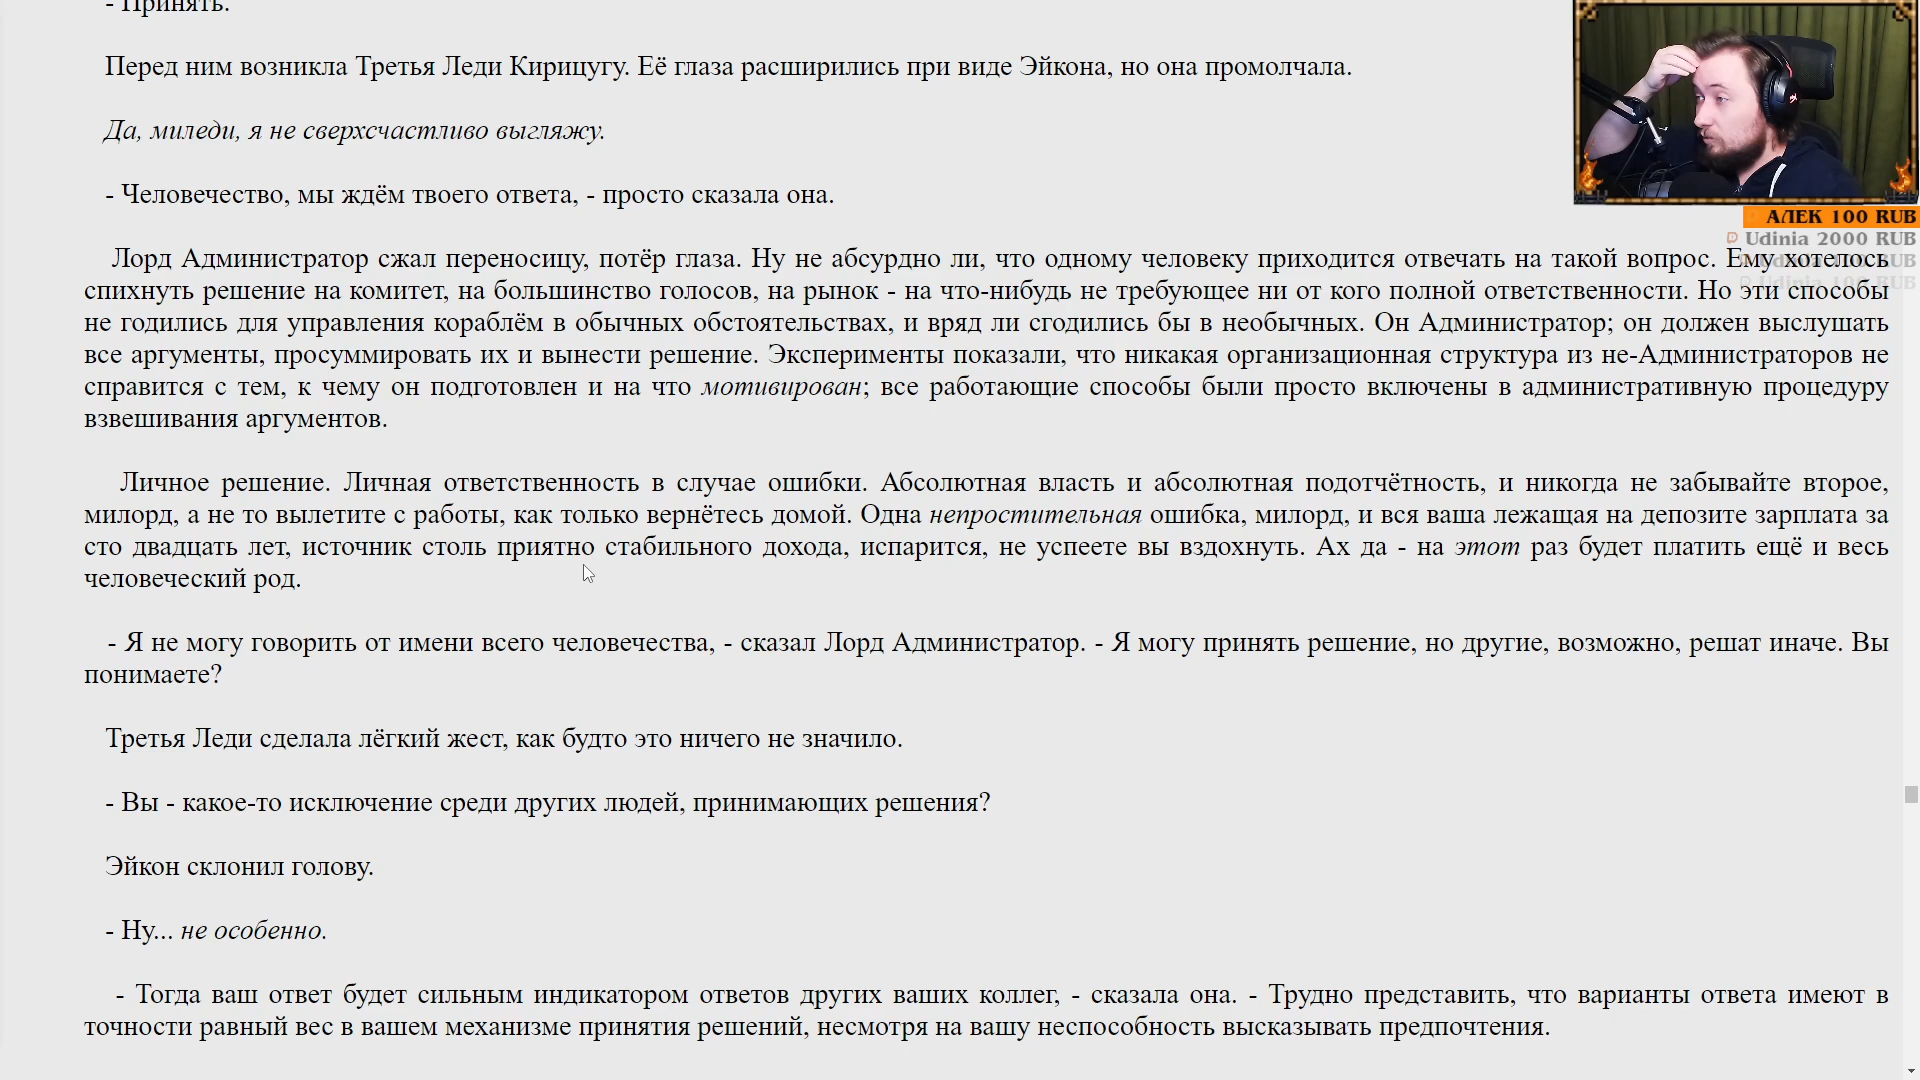 - Принять.
Перед ним возникла Третья Леди Кирицугу. Её глаза расширились при виде Эйкона, но она промолчала.
Да, миледи, я не сверхсчастливо выгляжу.
- Человечество, мы ждём твоего ответа, - просто сказала она.
АЛЕК 100 RUB
Udinia 2000 RUB
Лорд Администратор сжал переносицу, потёр глаза. Ну не абсурдно ли, что одному человеку приходится отвечать на такой вопрос. Ему хотелось
спихнуть решение на комитет, на большинство голосов, на рынок - на что-нибудь не требующее ни от кого полной ответственности. Но эти способы
не годились для управления кораблём в обычных обстоятельствах, и вряд ли сгодились бы в необычных. Он Администратор; он должен выслушать
все аргументы, просуммировать их и вынести решение. Эксперименты показали, что никакая организационная структура из не-Администраторов не
справится с тем, к чему он подготовлен и на что мотивирован; все работающие способы были просто включены в административную процедуру
взвешивания аргументов.
Личное решение. Личная ответственность в случае ошибки. Абсолютная власть и абсолютная подотчётность, и никогда не забывайте второе,
милорд, а не то вылетите с работы, как только вернётесь домой. Одна непростительная ошибка, милорд, и вся ваша лежащая на депозите зарплата за
сто двадцать лет, источник столь приятно стабильного дохода, испарится, не успеете вы вздохнуть. Ах да - на этот раз будет платить ещё и весь
человеческий род.
- Я не могу говорить от имени всего человечества, - сказал Лорд Администратор. - Я могу принять решение, но другие, возможно, решат иначе. Вы
понимаете?
Третья Леди сделала лёгкий жест, как будто это ничего не значило.
- Вы - какое-то исключение среди других людей, принимающих решения?
Эйкон склонил голову.
- Ну... не особенно.
- Тогда ваш ответ будет сильным индикатором ответов других ваших коллег, - сказала она. - Трудно представить, что варианты ответа имеют в
точности равный вес в вашем механизме принятия решений, несмотря на вашу неспособность высказывать предпочтения.